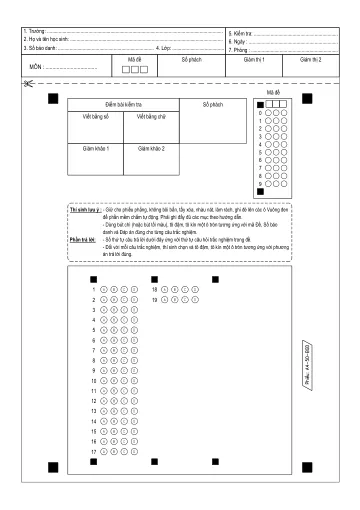 1. Trường :
5. Kiểm tra:
2. Họ và tên học sinh:
6. Ngày :
3. Số báo danh:
4. Lớp:
7. Phòng :
MÔN :
Mã đề
Số phách
Giám thị 1
Giám thị 2
Mã đề
Điểm bài kiểm tra
Số phách
Viết bằng số
Viết bằng chữ
Giám khảo 1
Giám khảo 2
0
1
2
3
4
5
6
7
8
9
Thí sinh lưu ý : - Giữ cho phiếu phẳng, không bôi bẩn, tẩy xóa, nhàu nát, làm rách, ghi đè lên các ô Vuông đen
để phần mềm chấm tự động. Phải ghi đầy đủ các mục theo hướng dẫn.
- Dùng bút chì (hoặc bút tối màu), tô đậm, tô kín một ô tròn tương ứng với mã Đề, Số báo
danh và Đáp án đúng cho từng câu trắc nghiệm.
Phần trả lời: - Số thứ tự câu trả lời dưới đây ứng với thứ tự câu hỏi trắc nghiệm trong đề.
- Đối với mỗi câu trắc nghiệm, thí sinh chọn và tô đậm, tô kín một ô tròn tương ứng với phương
án trả lời đúng.
1 A B C D 18 A B C D
2 A B C D 19 A B C D
3 A B C D
4 A B C D
5 A B C D
6 A B C D
7 A B C D
8 A B C D
9 A B C D
10 A B C D
11 A B C D
12 A B C D
13 A B C D
14 A B C D
15 A B C D
16 A B C D
17 A B C D